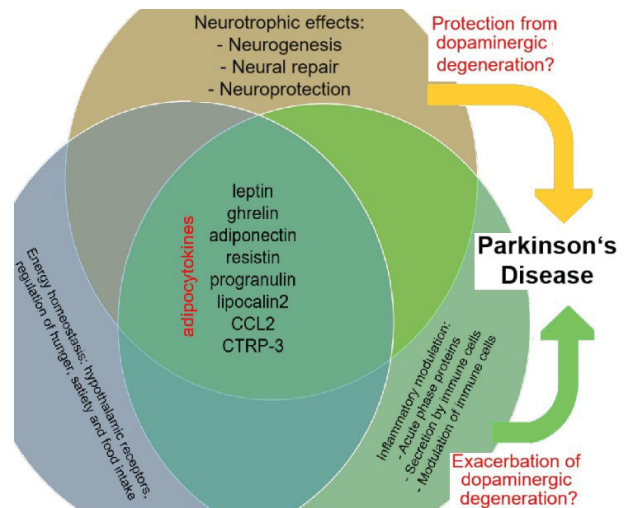 Neurotrophic effects:
- Neurogenesis
- Neural repair
- Neuroprotection
Protection from
dopaminergic
degeneration?
adipocytokines
leptin
ghrelin
adiponectin
resistin
progranulin
lipocalin2
CCL2
CTRP-3
Parkinson‘s
Disease
Energy homeostasis: hypothalamic receptors,
regulation of hunger, satiety and food intake
Inflammatory modulation:
- Acute phase proteins
- Secretion by immune cells
- Modulation of immune cells
Exacerbation of
dopaminergic
degeneration?